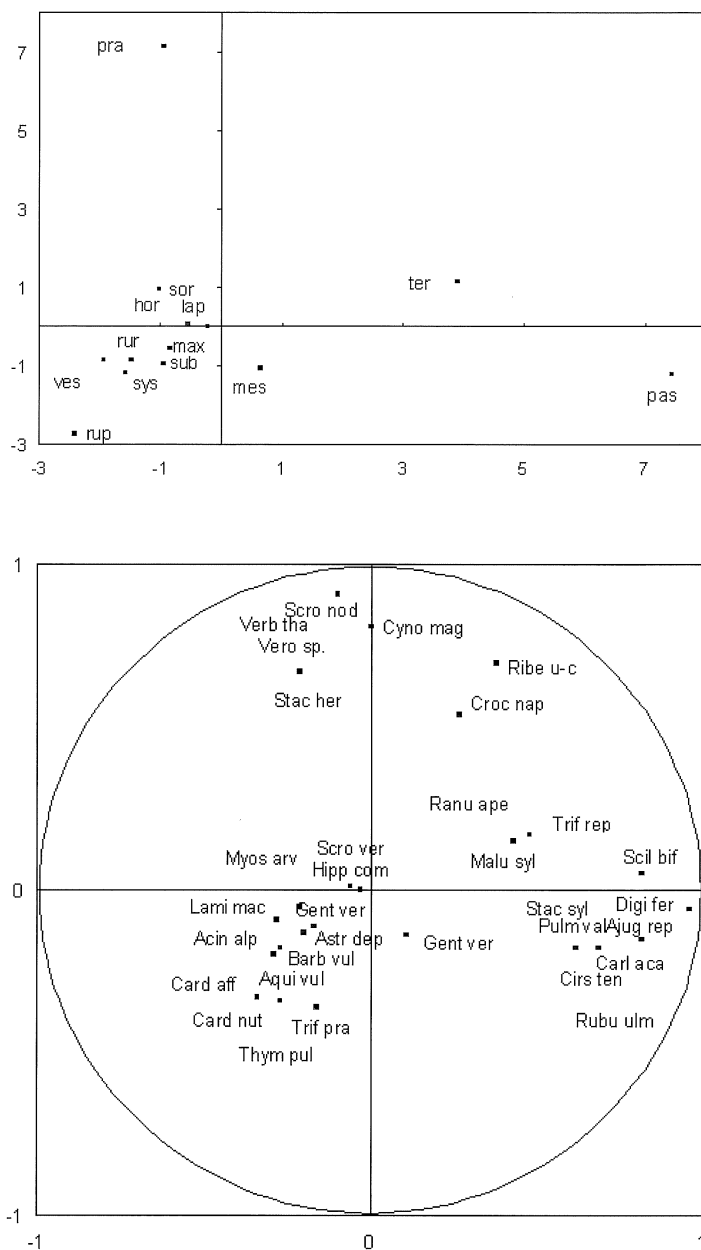 7
pra
5
3
1
sor
ter
hor lap
rur
max
-1
sub
ves
sys
mes
pas
rup
-3
-3 -1 1 3 5 7
1
Scro nod
Verb tha
Cyno mag
Vero sp.
Ribe u-c
Stac her
Croc nap
Ranu ape
Trif rep
Scro ver
Myos arv
Hipp com
Malu syl
Scil bif
0
Lami mac
Gent ver
Stac syl
Digi fer
Acin alp
Astr dep
Gent ver
Pulm val
Ajug rep
Barb vul
Carl aca
Card aff
Aqui vul
Cirs ten
Card nut
Trif pra
Rubu ulm
Thym pul
-1
-1 0 1